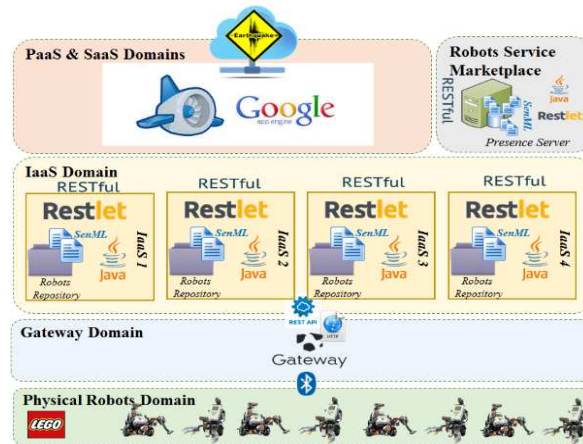 Earthquake
PaaS & SaaS Domains
Google
app engine
Robots Service
Marketplace
RESTful
SenML
Java
Restlet
Presence Server
IaaS Domain
RESTful
Restlet
SenML
Java
IaaS 1
Robots
Repository
RESTful
Restlet
SenML
Java
IaaS 2
Robots
Repository
RESTful
Restlet
SenML
Java
IaaS 3
Robots
Repository
RESTful
Restlet
SenML
Java
IaaS 4
Robots
Repository
REST API
HTTP
Gateway Domain
Gateway
Physical Robots Domain
LEGO